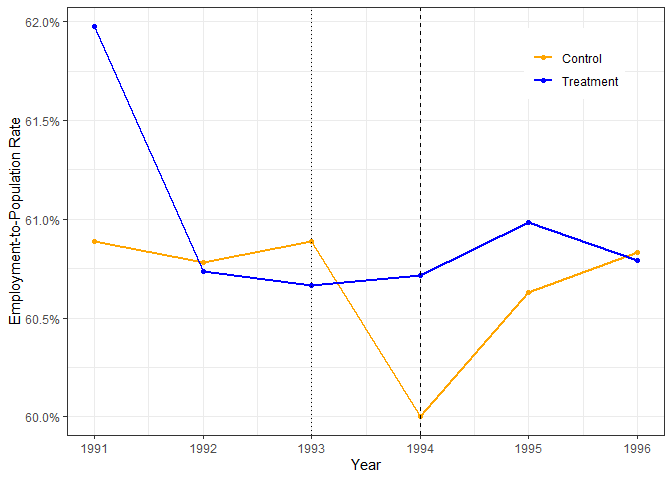 62.0%
61.5%
61.0%
60.5%
60.0%
Employment-to-Population Rate
Control
Treatment
1991 1992 1993 1994 1995 1996
Year